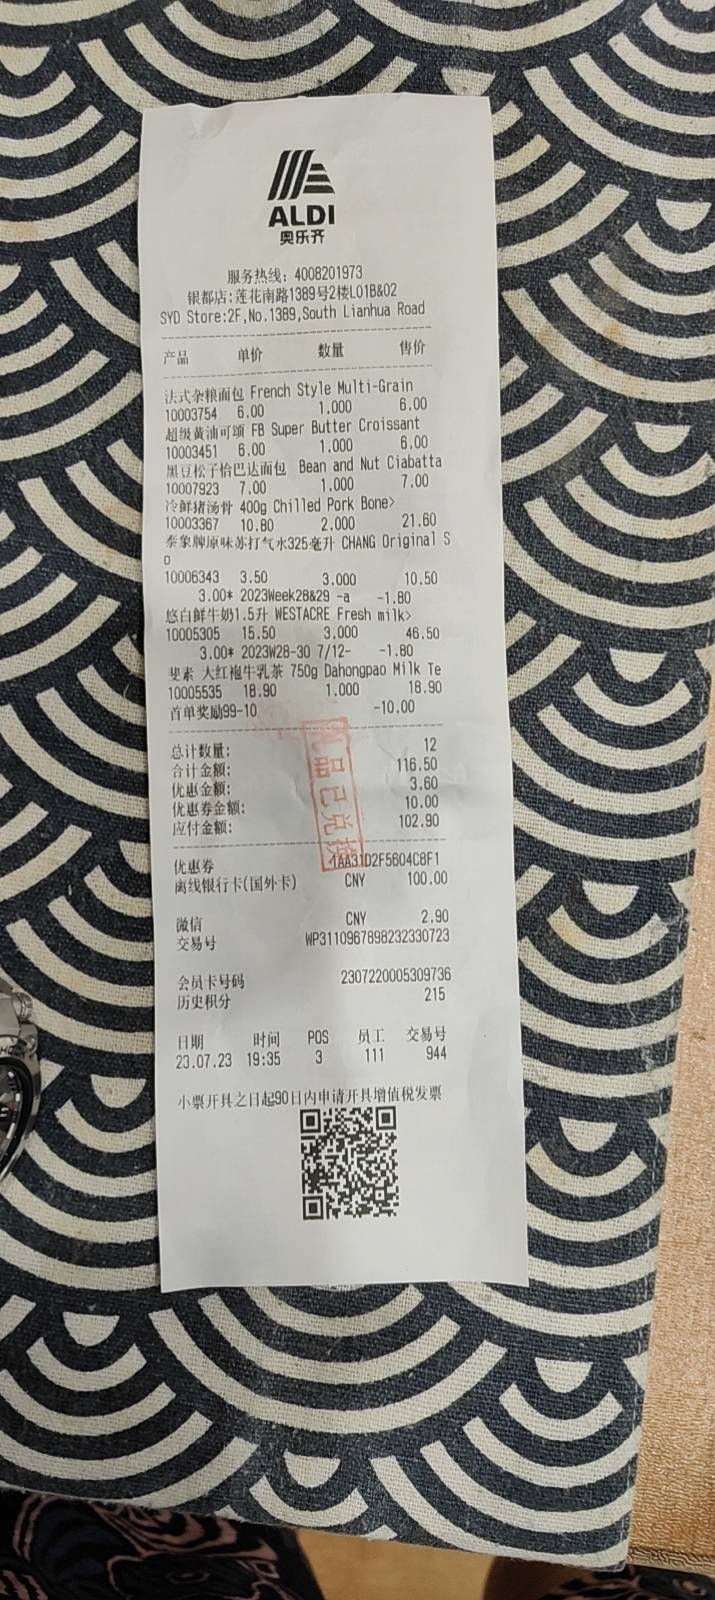 ALDI
奥乐齐
服务热线: 4008201973
银都店:莲花南路1389号2楼L01B&02
SYD Store:2F,No.1389,South Lianhua Road
产品 单价 数量 售价
法式杂粮面包 French Style Multi-Grain
10003754 6.00 1.000 6.00
超级黄油可颂 FB Super Butter Croissant
10003451 6.00 1.000 6.00
黑豆松子恰巴达面包 Bean and Nut Ciabatta
10007923 7.00 1.000 7.00
冷鲜猪汤骨 400g Chilled Pork Bone>
10003367 10.80 2.000 21.60
泰象牌原味苏打气水325毫升 CHANG Original S
o
10006343 3.50 3.000 10.50
3.00* 2023Week28&29 -a -1.80
悠白鲜牛奶1.5升 WESTACRE Fresh milk>
10005305 15.50 3.000 46.50
3.00* 2023W28-30 7/12- -1.80
斐素 大红袍牛乳茶 750g Dahongpao Milk Te
10005535 18.90 1.000 18.90
首单奖励99-10 -10.00
总计数量: 12
合计金额: 116.50
优惠金额: 3.60
优惠券金额: 10.00
应付金额: 102.90
品已兑换
优惠券 1AA31D2F5604C8F1
离线银行卡(国外卡) CNY 100.00
微信 CNY 2.90
交易号 WP3110967898232330723
会员卡号码 2307220005309736
历史积分 215
日期 时间 POS 员工 交易号
23.07.23 19:35 3 111 944
小票开具之日起90日内申请开具增值税发票